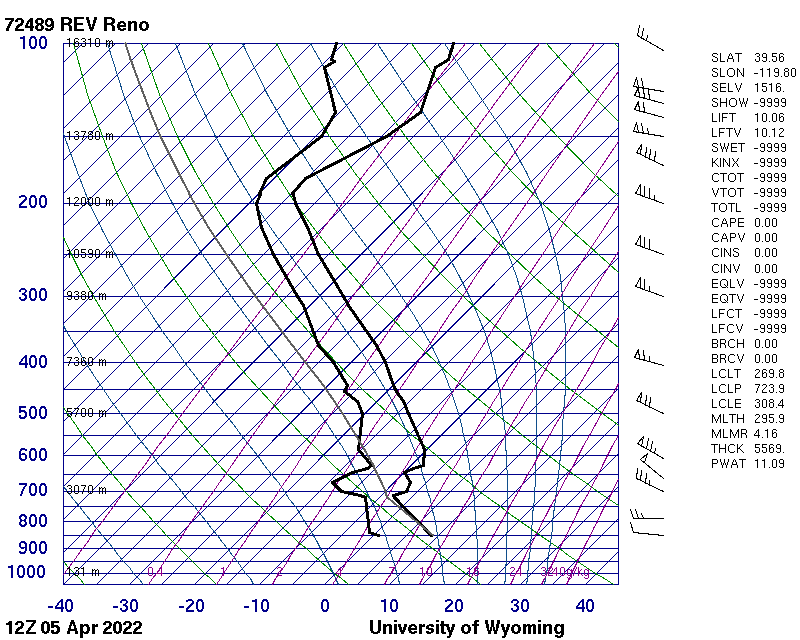 72489 REV Reno
100
16310 m
13780 m
200
12000 m
10590 m
300
9380 m
400
7360 m
500
5700 m
600
700
3070 m
800
900
1000
131 m
0.1
1
2
4
7
10
16
24
32
40g/kg
-40
-30
-20
-10
0
10
20
30
40
12Z 05 Apr 2022
University of Wyoming
SLAT 39.56
SLON -119.80
SELV 1516.
SHOW -9999
LIFT 10.06
LFTV 10.12
SWET -9999
KINX -9999
CTOT -9999
VTOT -9999
TOTL -9999
CAPE 0.00
CAPV 0.00
CINS 0.00
CINV 0.00
EQLV -9999
EQTV -9999
LFCT -9999
LFCV -9999
BRCH 0.00
BRCV 0.00
LCLT 269.8
LCLP 723.9
LCLE 308.4
MLTH 295.9
MLMR 4.16
THCK 5569.
PWAT 11.09